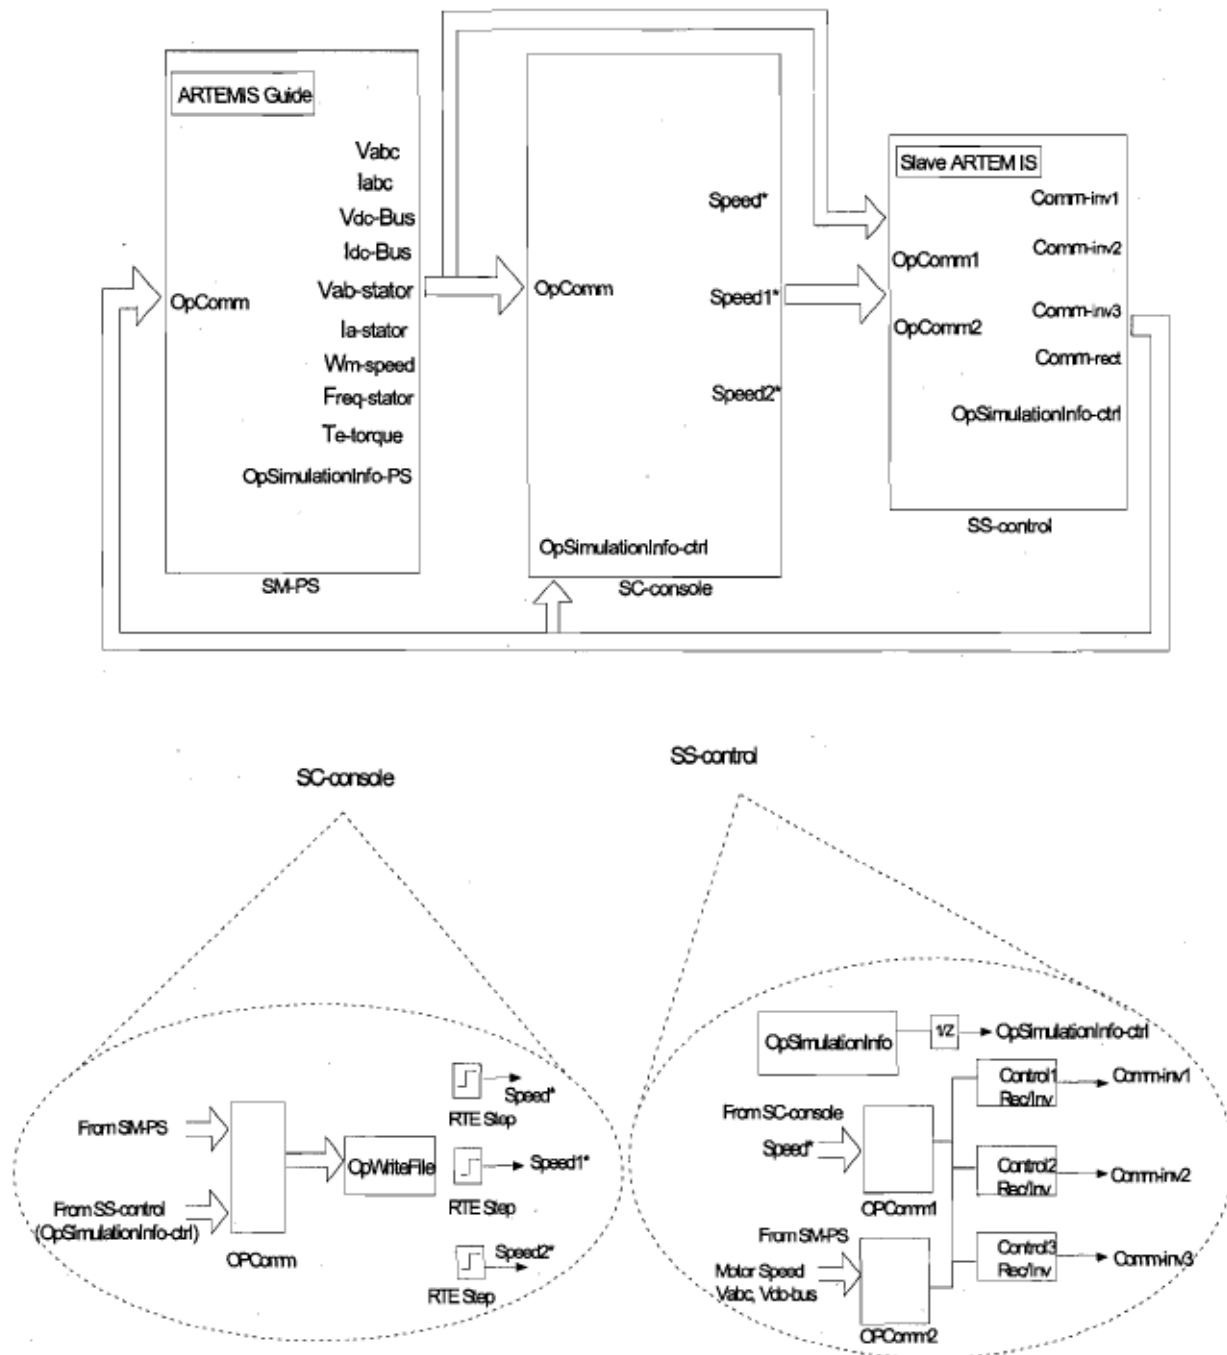 ARTEMiS Guide
Vabc
Iabc
Vdc-Bus
Idc-Bus
OpComm
Vab-stator
Ia-stator
Wm-speed
Freq-stator
Te-torque
OpSimulationInfo-PS
SM-PS
Speed*
OpComm
Speed1*
Speed2*
OpSimulationInfo-ctrl
SC-console
Slave ARTEM IS
Comm-inv1
Comm-inv2
OpComm1
Comm-inv3
OpComm2
Comm-rect
OpSimulationInfo-ctrl
SS-control
SC-console
SS-control
From SM-PS
From SS-control
(OpSimulationInfo-ctrl)
OPComm
OpWriteFile
Speed*
RTE Step
Speed1*
RTE Step
Speed2*
RTE Step
OpSimulationInfo
1/Z
OpSimulationInfo-ctrl
From SC-console
Speed*
OPComm1
From SM-PS
Motor Speed
Vabc, Vdc-bus
OPComm2
Control1
Rec/Inv
Comm-inv1
Control2
Rec/Inv
Comm-inv2
Control3
Rec/Inv
Comm-inv3